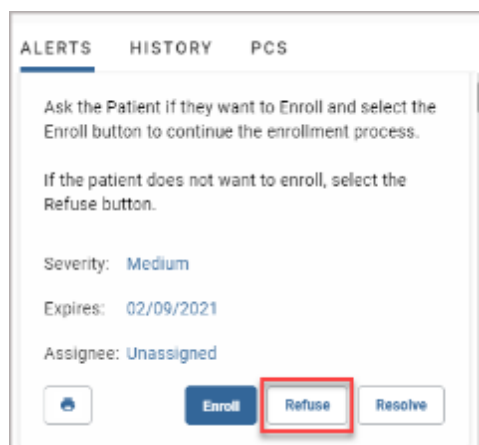 ALERTS HISTORY PCS
Ask the Patient if they want to Enroll and select the
Enroll button to continue the enrollment process.
If the patient does not want to enroll, select the
Refuse button.
Severity: Medium
Expires: 02/09/2021
Assignee: Unassigned
Enroll Refuse Resolve